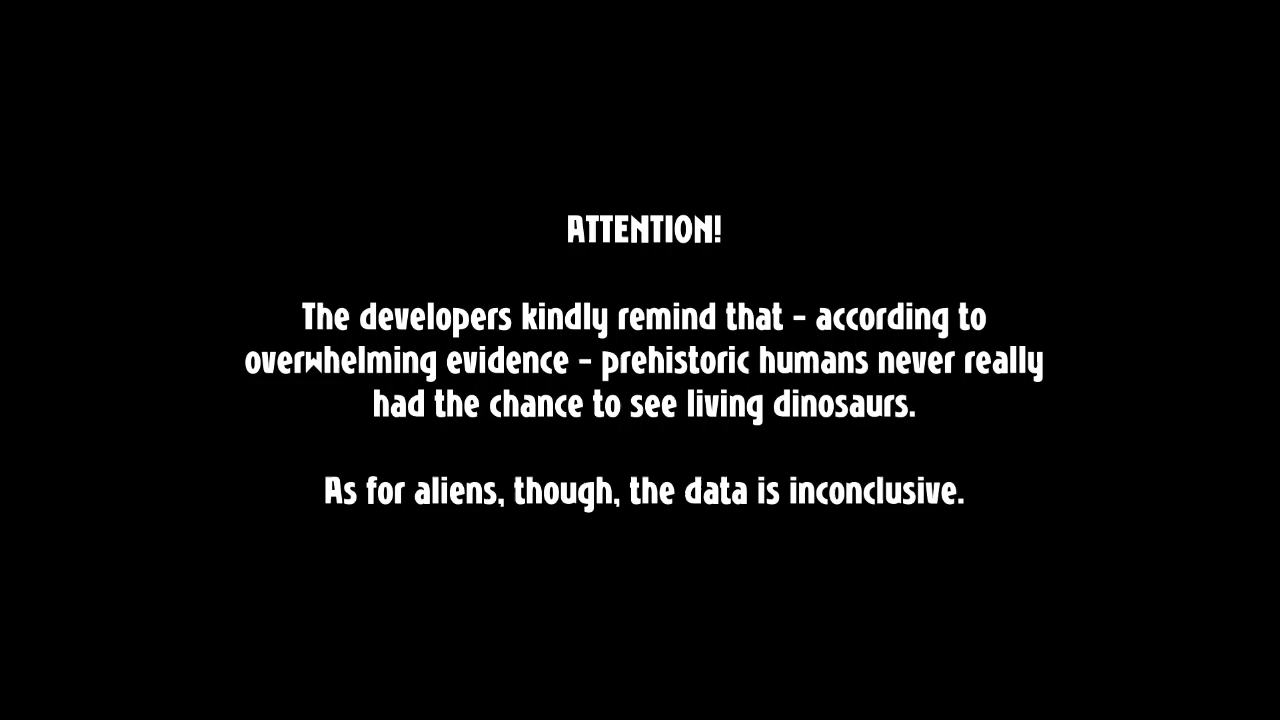 ATTENTION!
The developers kindly remind that - according to
overwhelming evidence - prehistoric humans never really
had the chance to see living dinosaurs.
As for aliens, though, the data is inconclusive.